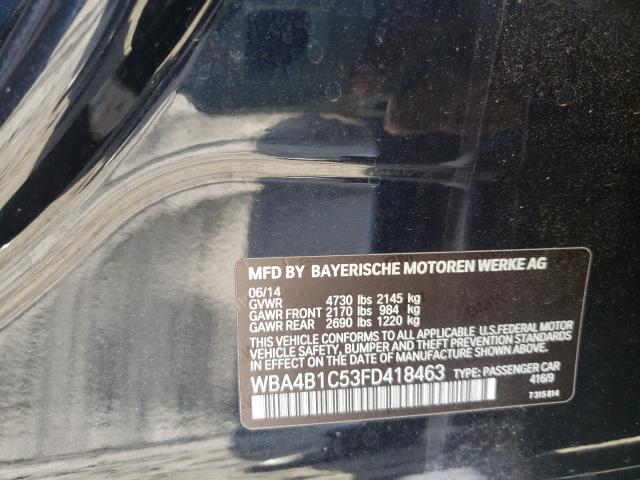 MFD BY BAYERISCHE MOTOREN WERKE AG
06/14
GVWR 4730 lbs 2145 kg
GAWR FRONT 2170 lbs 984 kg
GAWR REAR 2690 lbs 1220 kg
THIS VEHICLE CONFORMS TO ALL APPLICABLE U.S.FEDERAL MOTOR
VEHICLE SAFETY, BUMPER, AND THEFT PREVENTION STANDARDS
IN EFFECT ON THE DATE OF MANUFACTURE SHOWN ABOVE.
WBA4B1C53FD418463 TYPE: PASSENGER CAR
416/9
7315814